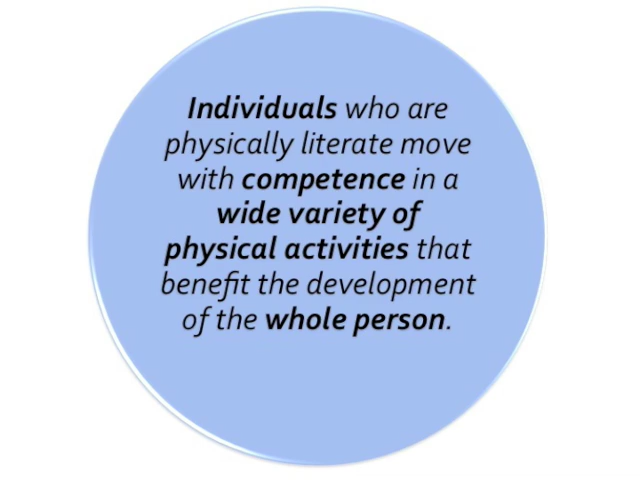 Individuals who are
physically literate move
with competence in a
wide variety of
physical activities that
benefit the development
of the whole person.